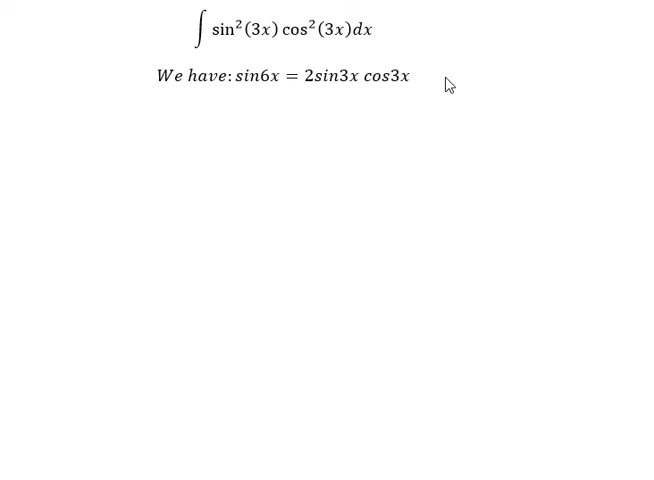 ∫ sin²(3x) cos²(3x)dx
We have: sin6x = 2sin3x cos3x